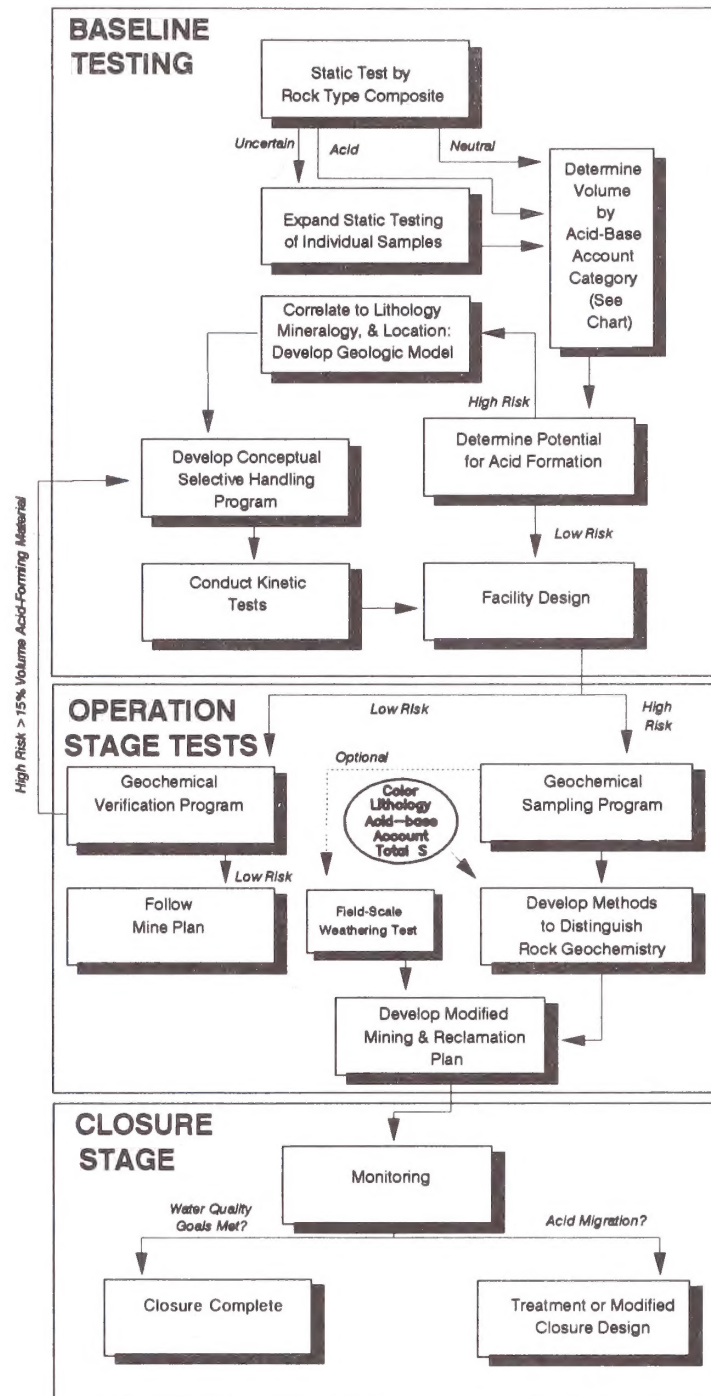 BASELINE
TESTING
Static Test by
Rock Type Composite
Uncertain
Acid
Neutral
Expand Static Testing
of Individual Samples
Determine
Volume
by
Acid-Base
Account
Category
(See
Chart)
Correlate to Lithology
Mineralogy, & Location:
Develop Geologic Model
High Risk
Determine Potential
for Acid Formation
Develop Conceptual
Selective Handling
Program
Low Risk
Conduct Kinetic
Tests
Facility Design
High Risk > 15% Volume Acid-Forming Material
OPERATION
STAGE TESTS
Low Risk
High
Risk
Optional
Geochemical
Verification Program
Color
Lithology
Acid-base
Account
Total S
Geochemical
Sampling Program
Low Risk
Follow
Mine Plan
Field-Scale
Weathering Test
Develop Methods
to Distinguish
Rock Geochemistry
Develop Modified
Mining & Reclamation
Plan
CLOSURE
STAGE
Monitoring
Water Quality
Goals Met?
Acid Migration?
Closure Complete
Treatment or Modified
Closure Design